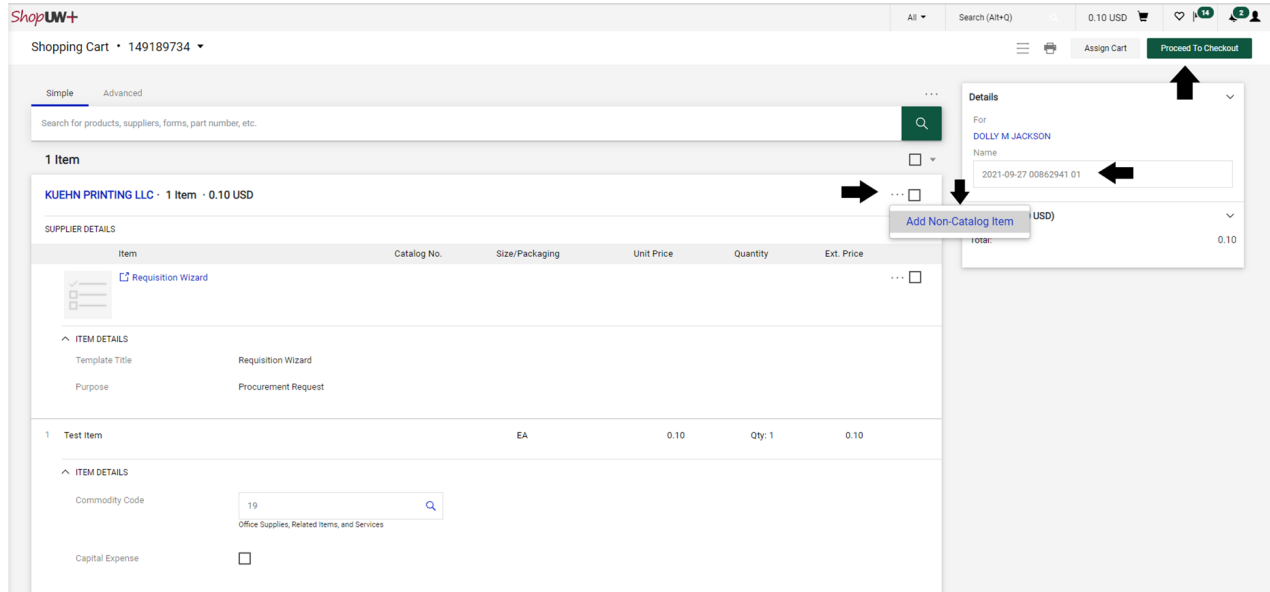 ShopUW+
All
Search (Alt+Q)
0.10 USD
14
2
Shopping Cart • 149189734
Assign Cart
Proceed To Checkout
Simple
Advanced
Search for products, suppliers, forms, part number, etc.
1 Item
Details
For
DOLLY M JACKSON
Name
2021-09-27 00862941 01
KUEHN PRINTING LLC · 1 Item · 0.10 USD
Add Non-Catalog Item
USD)
Total:
0.10
SUPPLIER DETAILS
Item
Catalog No.
Size/Packaging
Unit Price
Quantity
Ext. Price
Requisition Wizard
ITEM DETAILS
Template Title
Requisition Wizard
Purpose
Procurement Request
1 Test Item
EA
0.10
Qty: 1
0.10
ITEM DETAILS
Commodity Code
19
Office Supplies, Related Items, and Services
Capital Expense